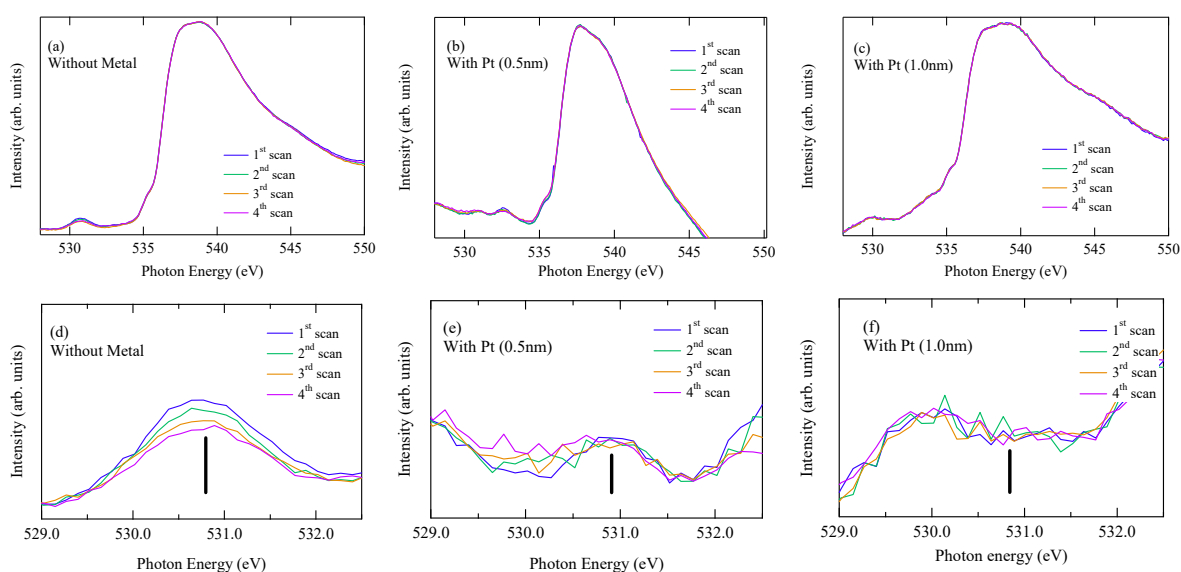 Intensity (arb. units)
(a)
Without Metal
1st scan
2nd scan
3rd scan
4th scan
530
535
540
545
550
Photon Energy (eV)
Intensity (arb. units)
(b)
With Pt (0.5nm)
1st scan
2nd scan
3rd scan
4th scan
530
535
540
545
550
Photon Energy (eV)
Intensity (arb. units)
(c)
With Pt (1.0nm)
1st scan
2nd scan
3rd scan
4th scan
530
535
540
545
550
Photon Energy (eV)
Intensity (arb. units)
(d)
Without Metal
1st scan
2nd scan
3rd scan
4th scan
529.0
530.0
531.0
532.0
Photon Energy (eV)
Intensity (arb. units)
(e)
With Pt (0.5nm)
1st scan
2nd scan
3rd scan
4th scan
529.0
530.0
531.0
532.0
Photon Energy (eV)
Intensity (arb. units)
(f)
With Pt (1.0nm)
1st scan
2nd scan
3rd scan
4th scan
529.0
530.0
531.0
532.0
Photon energy (eV)